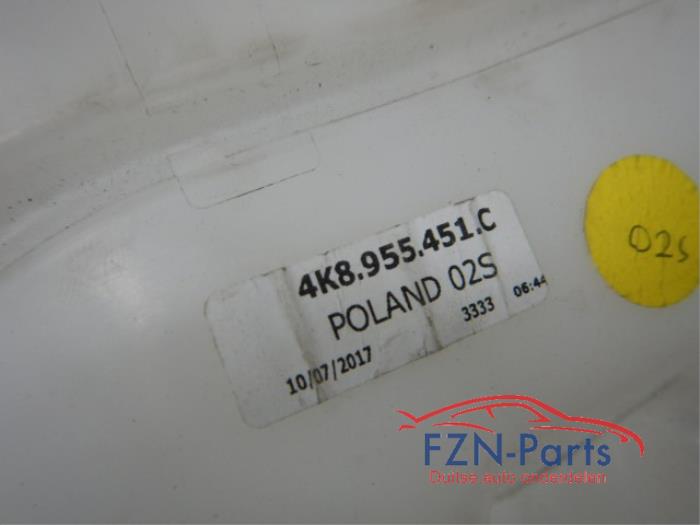 4K8.955.451.C
POLAND 02S
10/07/2017 3333 06:44
02S
FZN-Parts
Duitse auto onderdelen